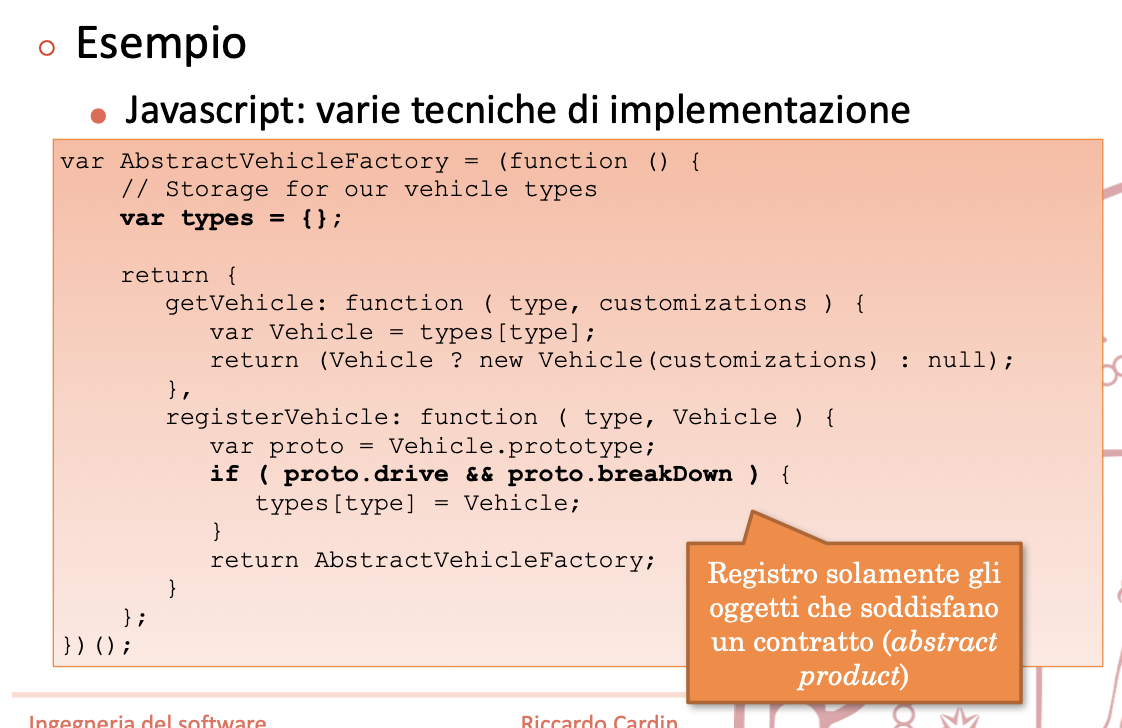 Esempio
Javascript: varie tecniche di implementazione
var AbstractVehicleFactory = (function () {
    // Storage for our vehicle types
    var types = {};
    return {
       getVehicle: function ( type, customizations ) {
          var Vehicle = types[type];
          return (Vehicle ? new Vehicle(customizations) : null);
       },
       registerVehicle: function ( type, Vehicle ) {
          var proto = Vehicle.prototype;
          if ( proto.drive && proto.breakDown ) {
             types[type] = Vehicle;
          }
          return AbstractVehicleFactory;
       }
    };
})();
Registro solamente gli
oggetti che soddisfano
un contratto (abstract
product)
Ingegneria del software
Riccardo Cardin